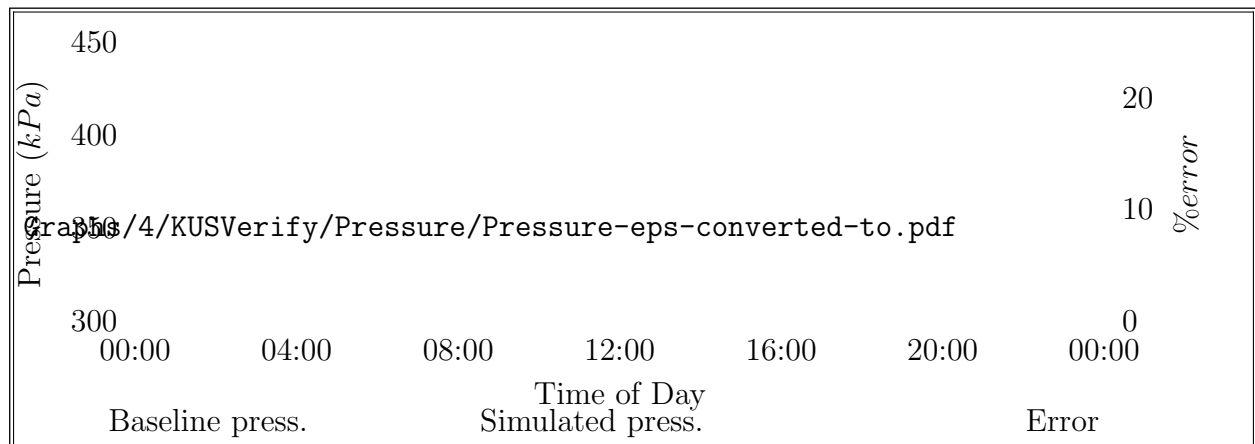 450
20
Pressure (kPa)
400
%error
10
350
Graphs/4/KUSVerify/Pressure/Pressure-eps-converted-to.pdf
300
0
00:00 04:00 08:00 12:00 16:00 20:00 00:00
Time of Day
Baseline press. Simulated press. Error